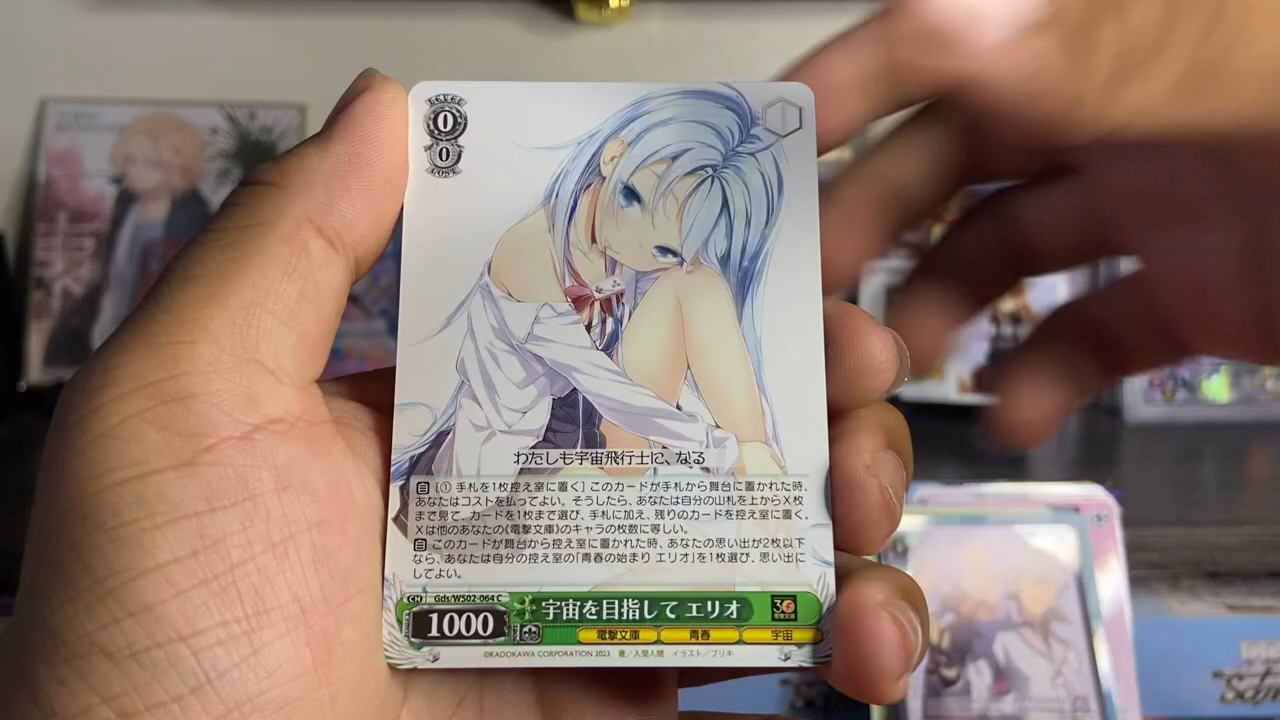 LEVEL
0
0
COST
わたしも宇宙飛行士に、なる
【自】[① 手札を1枚控え室に置く] このカードが手札から舞台に置かれた時、
あなたはコストを払ってよい。そうしたら、あなたは自分の山札を上からX枚
まで見て、カードを1枚まで選び、手札に加え、残りのカードを控え室に置く。
Xは他のあなたの《電撃文庫》のキャラの枚数に等しい。
【自】このカードが舞台から控え室に置かれた時、あなたの思い出が2枚以下
なら、あなたは自分の控え室の「青春の始まり エリオ」を1枚選び、思い出に
してよい。
CH Gds/WS02-064 C
宇宙を目指して エリオ
30 電撃文庫
1000
電撃文庫 青春 宇宙
©KADOKAWA CORPORATION 2023 著／入間人間 イラスト／ブリキ